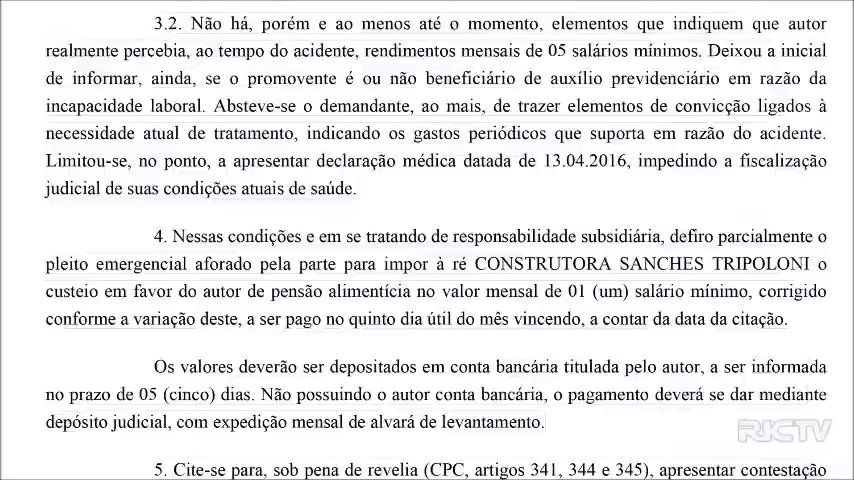 3.2. Não há, porém e ao menos até o momento, elementos que indiquem que autor
realmente percebia, ao tempo do acidente, rendimentos mensais de 05 salários mínimos. Deixou a inicial
de informar, ainda, se o promovente é ou não beneficiário de auxílio previdenciário em razão da
incapacidade laboral. Absteve-se o demandante, ao mais, de trazer elementos de convicção ligados à
necessidade atual de tratamento, indicando os gastos periódicos que suporta em razão do acidente.
Limitou-se, no ponto, a apresentar declaração médica datada de 13.04.2016, impedindo a fiscalização
judicial de suas condições atuais de saúde.
4. Nessas condições e em se tratando de responsabilidade subsidiária, defiro parcialmente o
pleito emergencial aforado pela parte para impor à ré CONSTRUTORA SANCHES TRIPOLONI o
custeio em favor do autor de pensão alimentícia no valor mensal de 01 (um) salário mínimo, corrigido
conforme a variação deste, a ser pago no quinto dia útil do mês vincendo, a contar da data da citação.
Os valores deverão ser depositados em conta bancária titulada pelo autor, a ser informada
no prazo de 05 (cinco) dias. Não possuindo o autor conta bancária, o pagamento deverá se dar mediante
depósito judicial, com expedição mensal de alvará de levantamento.
RICTV
5. Cite-se para, sob pena de revelia (CPC, artigos 341, 344 e 345), apresentar contestação